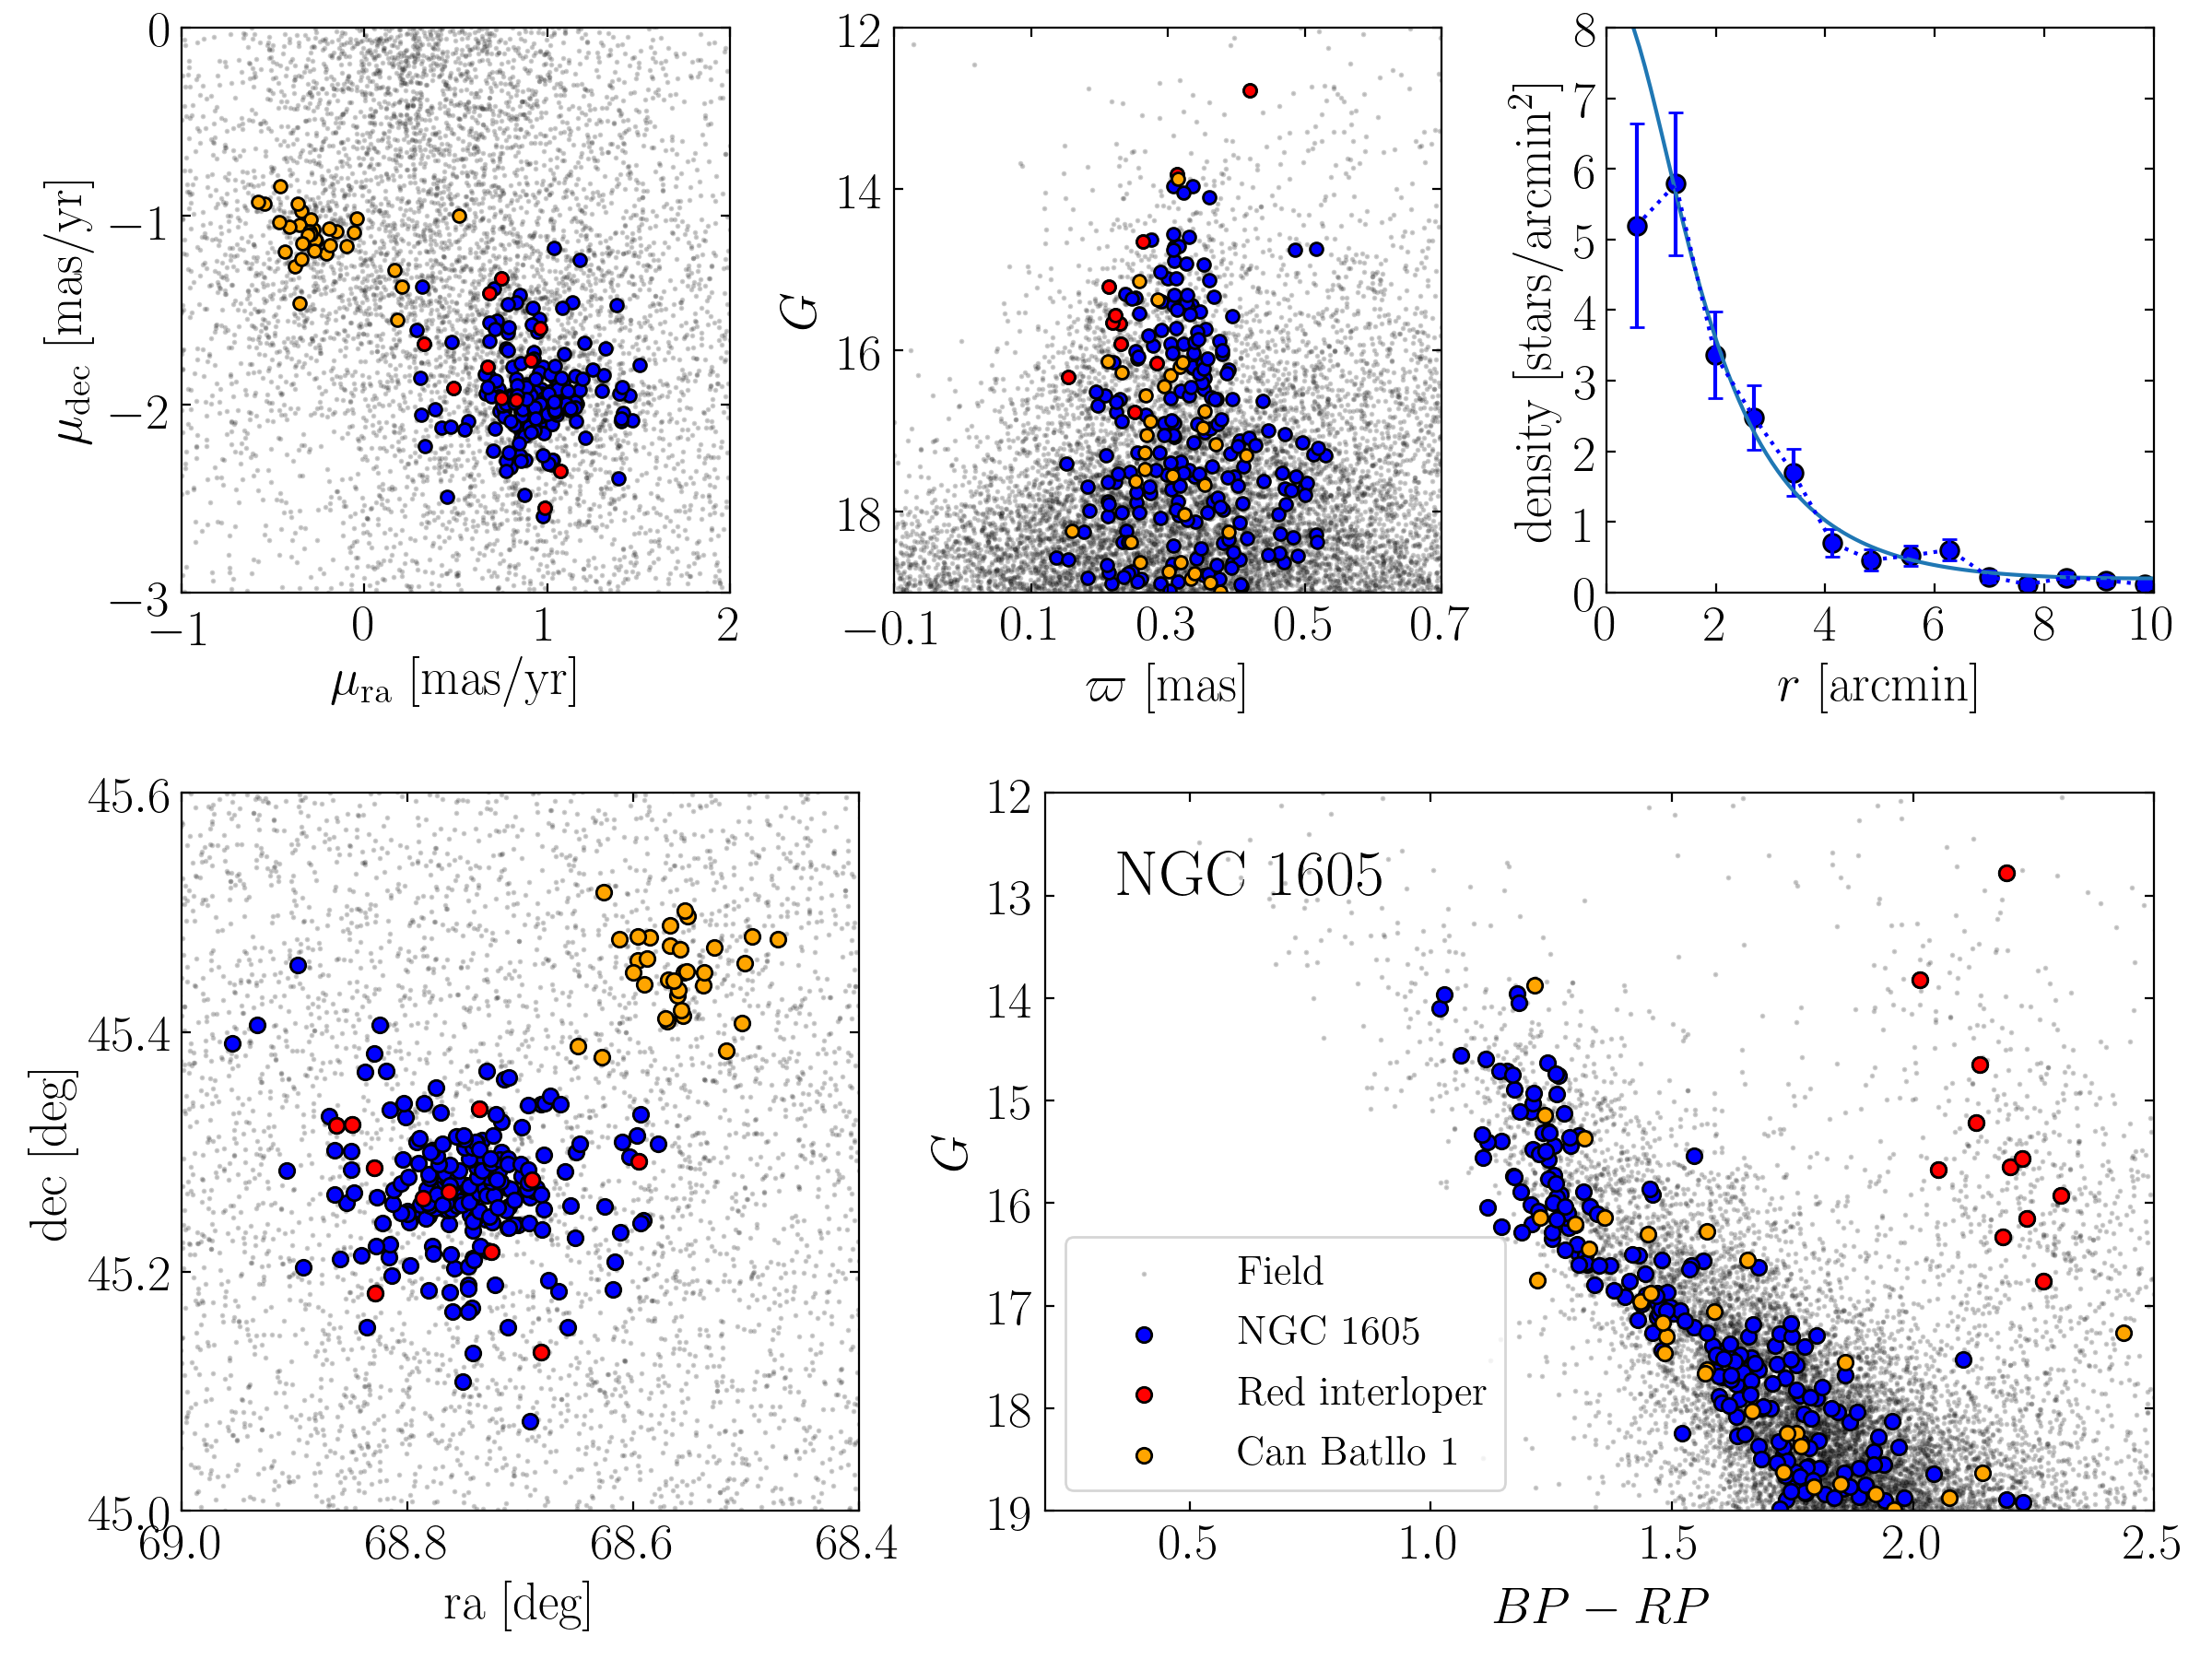 0
−1
−2
−3
−1 0 1 2
μdec [mas/yr]
μra [mas/yr]
12
14
16
18
−0.1 0.1 0.3 0.5 0.7
G
ϖ [mas]
8
7
6
5
4
3
2
1
0
0 2 4 6 8 10
density [stars/arcmin²]
r [arcmin]
45.6
45.4
45.2
45.0
69.0 68.8 68.6 68.4
dec [deg]
ra [deg]
12
13
14
15
16
17
18
19
0.5 1.0 1.5 2.0 2.5
G
BP − RP
NGC 1605
Field
NGC 1605
Red interloper
Can Batllo 1